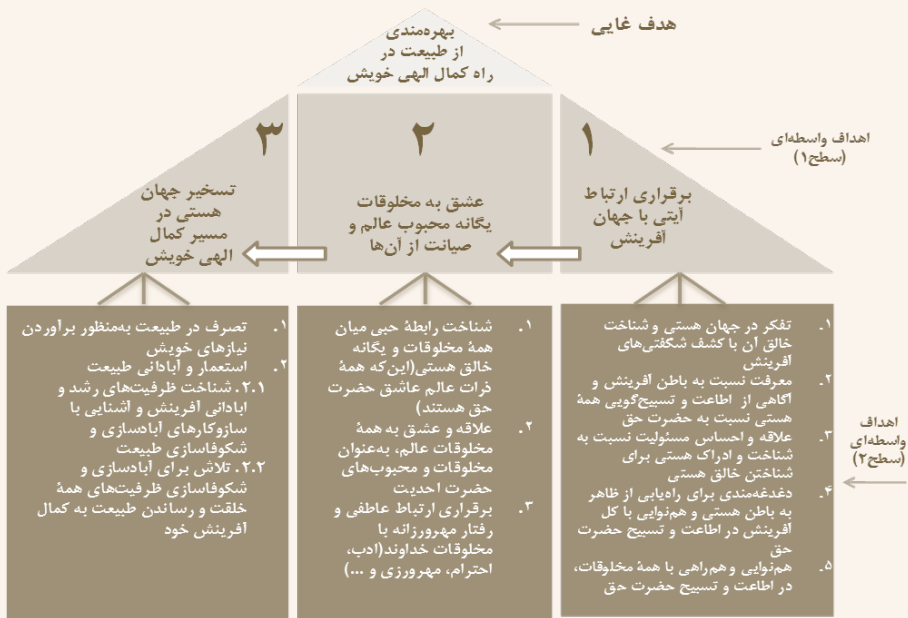 هدف غایی
بهره‌مندی
از طبیعت در
راه کمال الهی خویش
اهداف واسطه‌ای
(سطح۱)
۱
برقراری ارتباط
آیتی با جهان
آفرینش
۲
عشق به مخلوقات
یگانه محبوب عالم و
صیانت از آن‌ها
۳
تسخیر جهان
هستی در
مسیر کمال
الهی خویش
اهداف
واسطه‌ای
(سطح۲)
۱. تفکر در جهان هستی و شناخت
خالق آن با کشف شگفتی‌های
آفرینش
۲. معرفت نسبت به باطن آفرینش و
آگاهی از اطاعت و تسبیح‌گویی همۀ
هستی نسبت به حضرت حق
۳. علاقه و احساس مسئولیت نسبت به
شناخت و ادراک هستی برای
شناختن خالق هستی
۴. دغدغه‌مندی برای راه‌یابی از ظاهر
به باطن هستی و هم‌نوایی با کل
آفرینش در اطاعت و تسبیح حضرت
حق
۵. هم‌نوایی و هم‌راهی با همۀ مخلوقات،
در اطاعت و تسبیح حضرت حق
۱. شناخت رابطۀ حبی میان
همۀ مخلوقات و یگانه
خالق هستی(این‌که همۀ
ذرات عالم عاشق حضرت
حق هستند)
۲. علاقه و عشق به همۀ
مخلوقات عالم، به‌عنوان
مخلوقات و محبوب‌های
حضرت احدیت
۳. برقراری ارتباط عاطفی و
رفتار مهرورزانه با
مخلوقات خداوند(ادب،
احترام، مهرورزی و ...)
۱. تصرف در طبیعت به‌منظور برآوردن
نیازهای خویش
۲. استعمار و آبادانی طبیعت
۲.۱. شناخت ظرفیت‌های رشد و
ابادانی آفرینش و آشنایی با
سازوکارهای آبادسازی و
شکوفاسازی طبیعت
۲.۲. تلاش برای آبادسازی و
شکوفاسازی ظرفیت‌های همۀ
خلقت و رساندن طبیعت به کمال
آفرینش خود